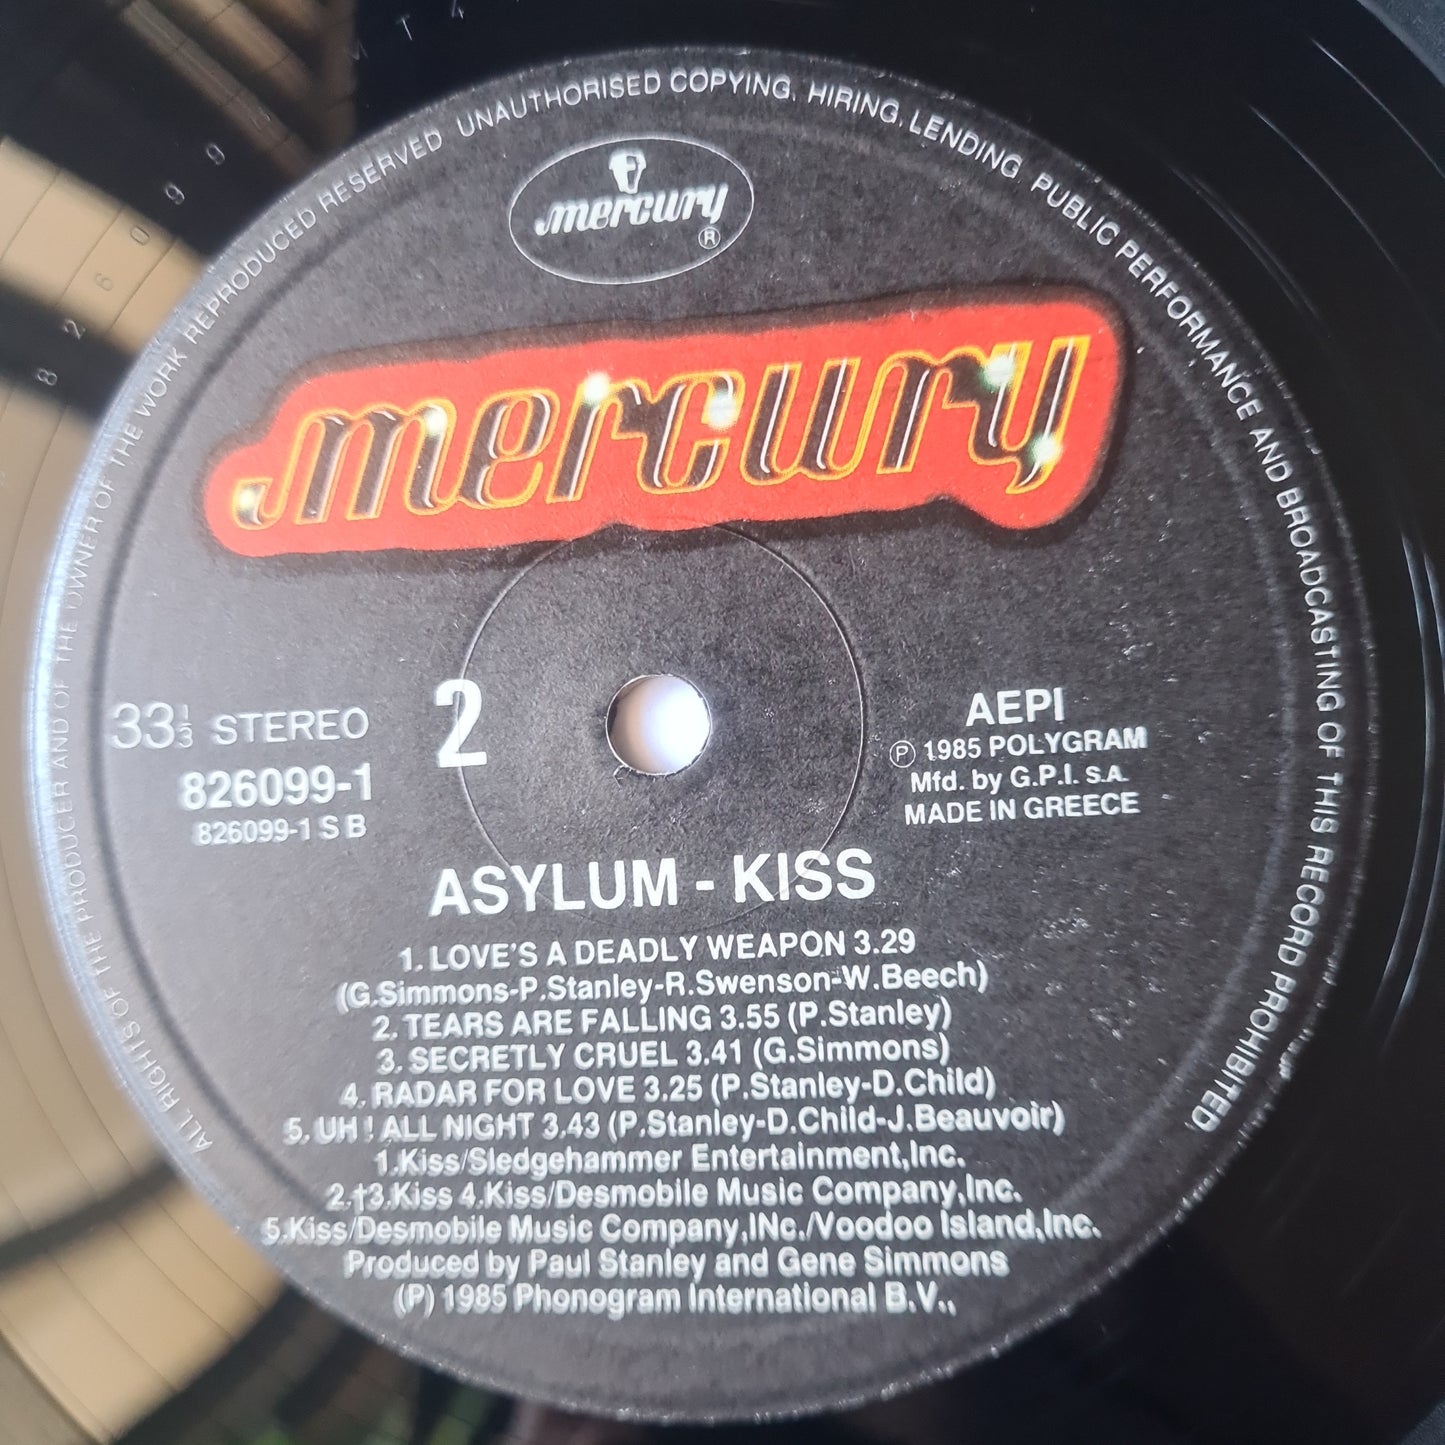 ALL RIGHTS OF THE PRODUCER AND OF THE OWNER OF THE WORK REPRODUCED RESERVED UNAUTHORISED COPYING, HIRING, LENDING, PUBLIC PERFORMANCE AND BROADCASTING OF THIS RECORD PROHIBITED
mercury
®
mercury
33⅓ STEREO
826099-1
826099-1 S B
2
AEPI
Ⓟ 1985 POLYGRAM
Mfd. by G.P.I. S.A.
MADE IN GREECE
ASYLUM - KISS
1. LOVE'S A DEADLY WEAPON 3.29
(G.Simmons-P.Stanley-R.Swenson-W.Beech)
2. TEARS ARE FALLING 3.55 (P.Stanley)
3. SECRETLY CRUEL 3.41 (G.Simmons)
4. RADAR FOR LOVE 3.25 (P.Stanley-D.Child)
5. UH ! ALL NIGHT 3.43 (P.Stanley-D.Child-J.Beauvoir)
1.Kiss/Sledgehammer Entertainment,Inc.
2.†3.Kiss 4.Kiss/Desmobile Music Company,Inc.
5.Kiss/Desmobile Music Company,INc./Voodoo Island,Inc.
Produced by Paul Stanley and Gene Simmons
(P) 1985 Phonogram International B.V.,
8 2 6 0 9 9